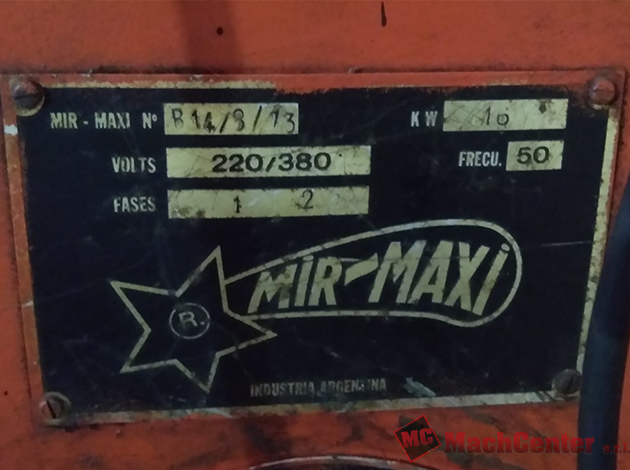 MIR - MAXI Nº B14/8/13 KW 10
VOLTS 220/380 FRECU. 50
FASES 1 2
R.
MIR-MAXI
INDUSTRIA ARGENTINA
MC MachCenter s.r.l.